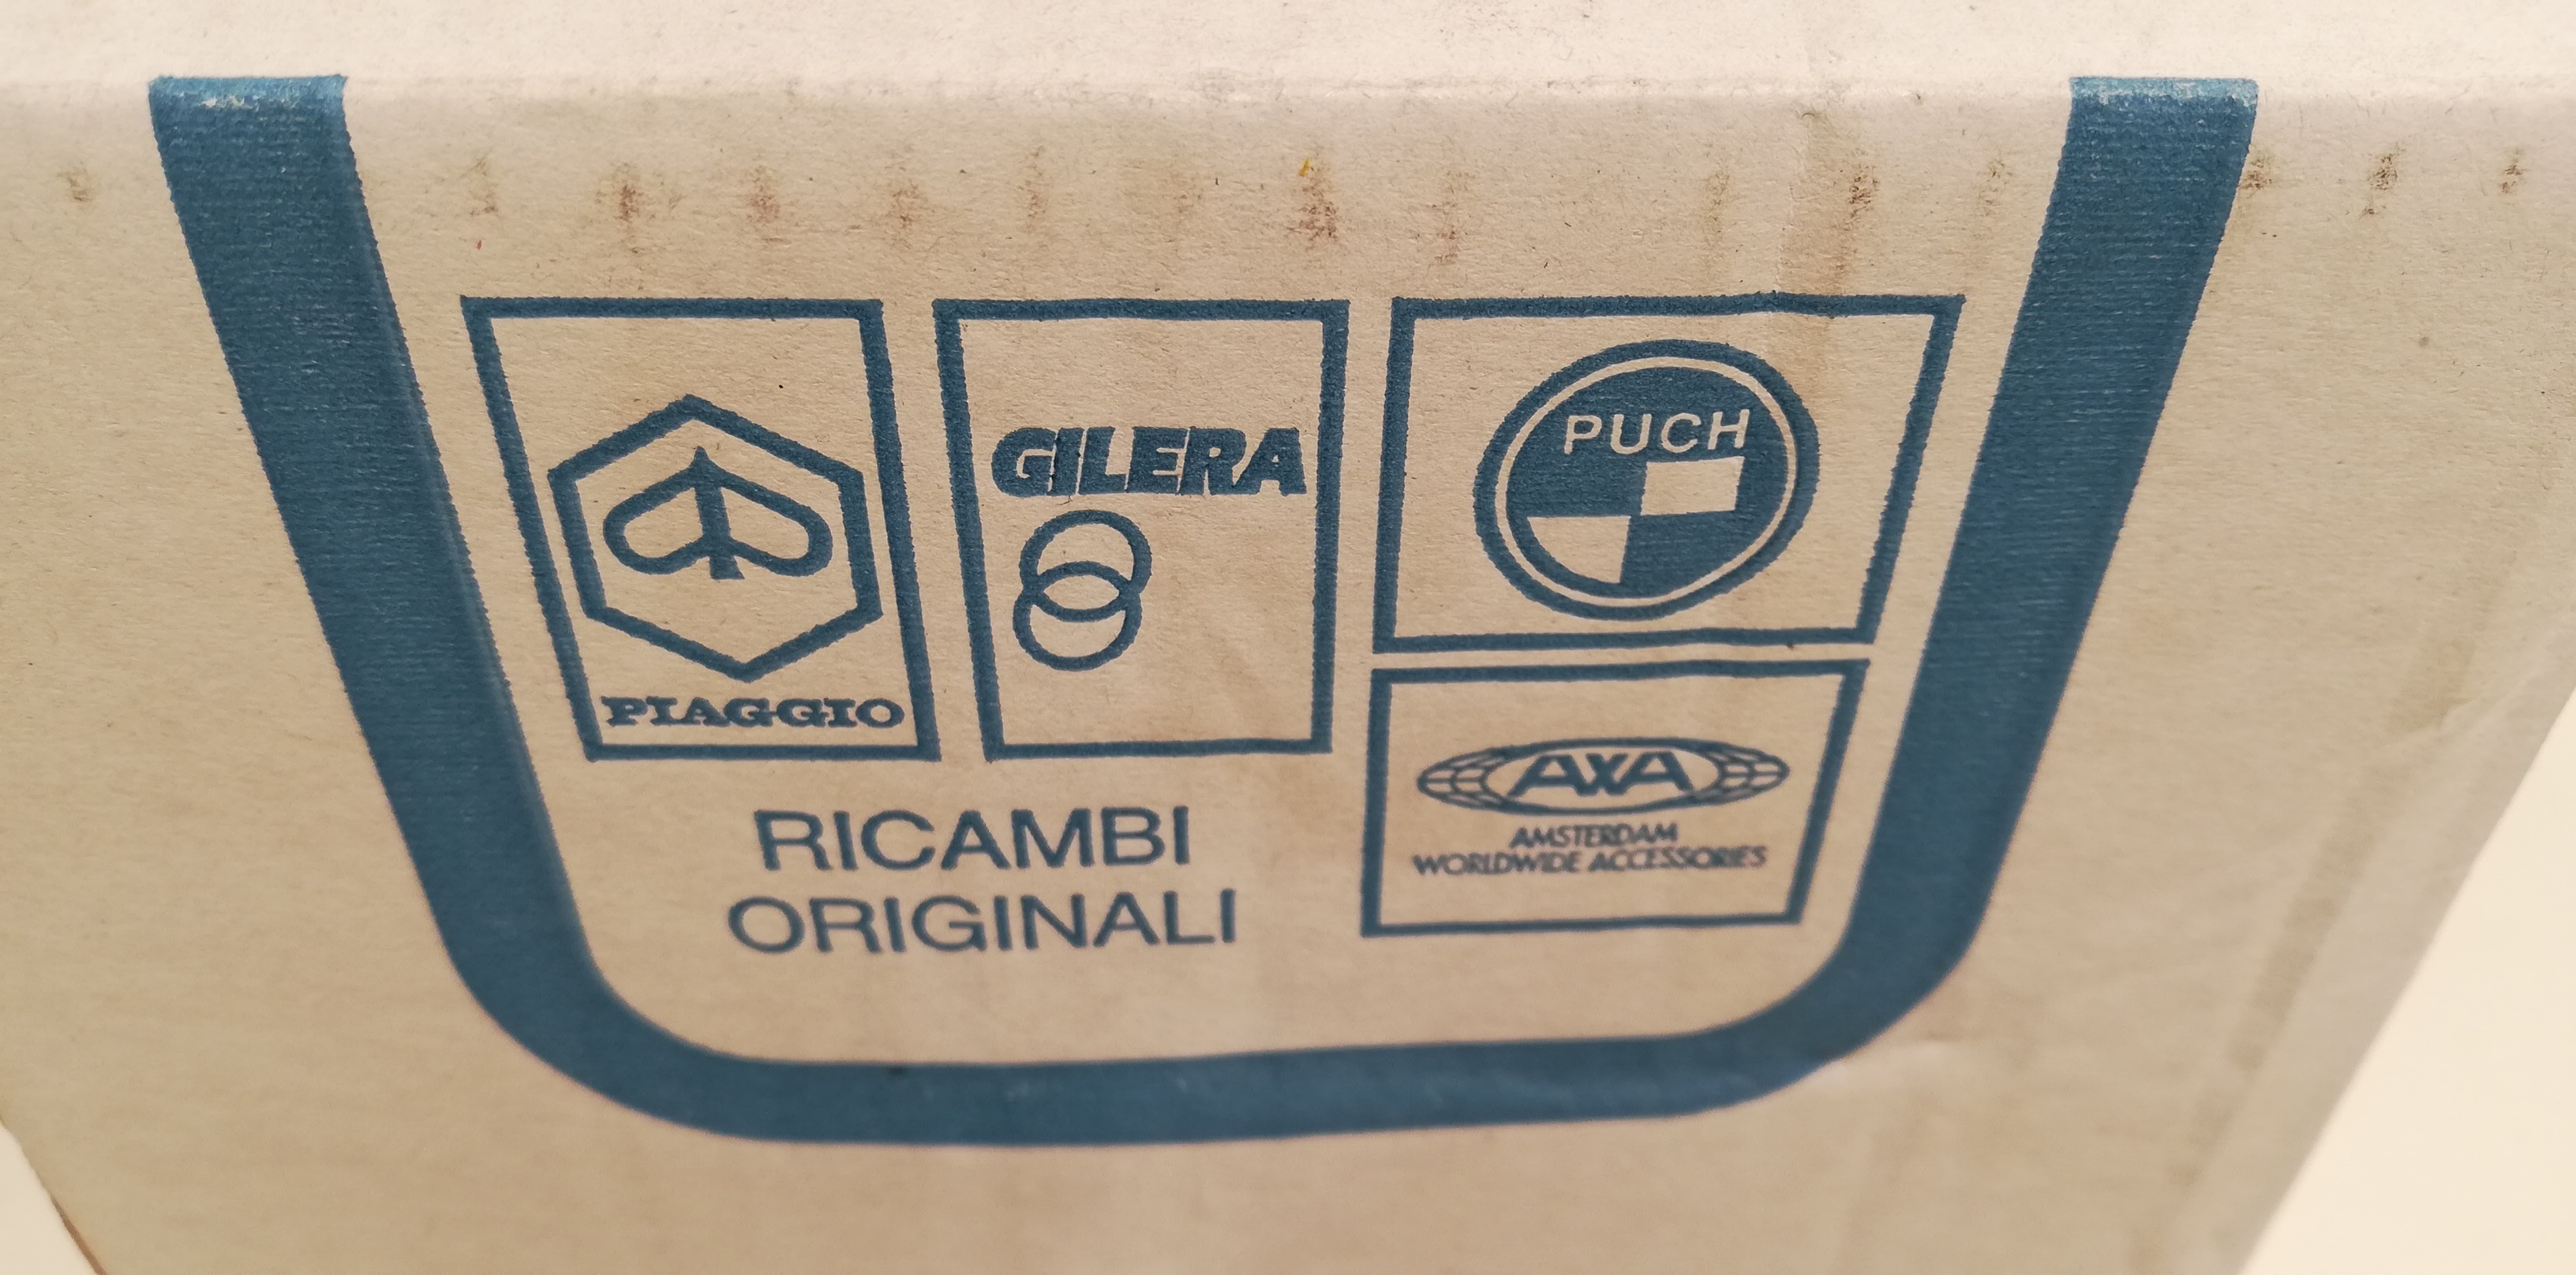 PIAGGIO
GILERA
PUCH
AXA
AMSTERDAM
WORLDWIDE ACCESSORIES
RICAMBI
ORIGINALI